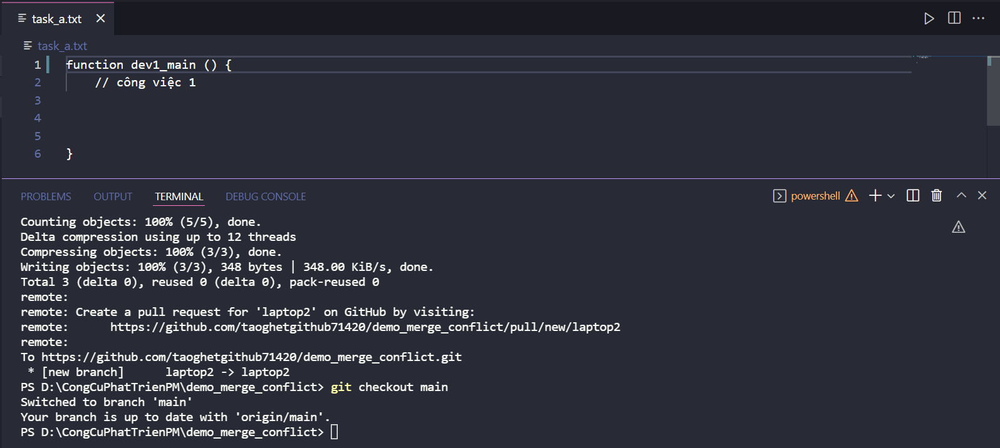 task_a.txt
task_a.txt
1 function dev1_main () {
2 // công việc 1
3
4
5
6 }
PROBLEMS OUTPUT TERMINAL DEBUG CONSOLE powershell
Counting objects: 100% (5/5), done.
Delta compression using up to 12 threads
Compressing objects: 100% (3/3), done.
Writing objects: 100% (3/3), 348 bytes | 348.00 KiB/s, done.
Total 3 (delta 0), reused 0 (delta 0), pack-reused 0
remote:
remote: Create a pull request for 'laptop2' on GitHub by visiting:
remote:      https://github.com/taoghetgithub71420/demo_merge_conflict/pull/new/laptop2
remote:
To https://github.com/taoghetgithub71420/demo_merge_conflict.git
 * [new branch]      laptop2 -> laptop2
PS D:\CongCuPhatTrienPM\demo_merge_conflict> git checkout main
Switched to branch 'main'
Your branch is up to date with 'origin/main'.
PS D:\CongCuPhatTrienPM\demo_merge_conflict>